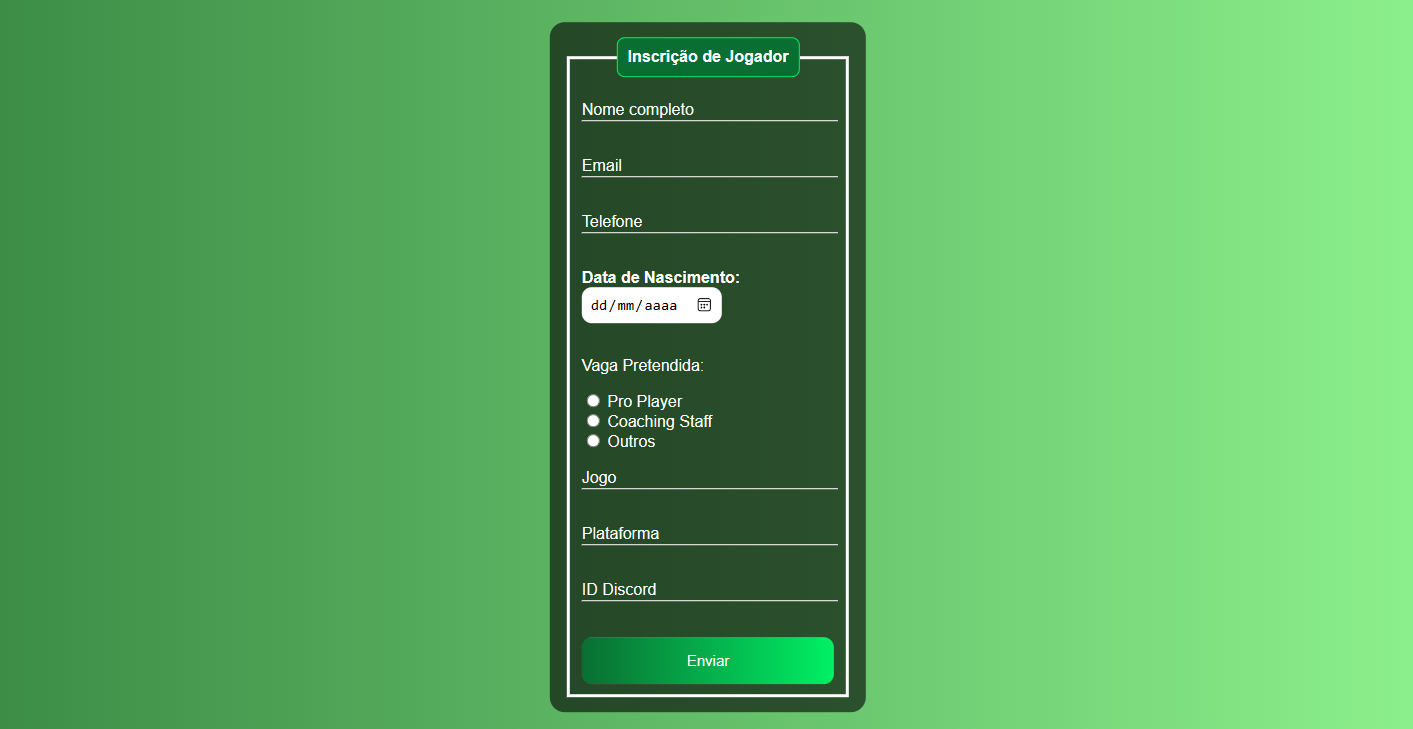 Inscrição de Jogador
Nome completo
Email
Telefone
Data de Nascimento:
dd/mm/aaaa
Vaga Pretendida:
Pro Player
Coaching Staff
Outros
Jogo
Plataforma
ID Discord
Enviar